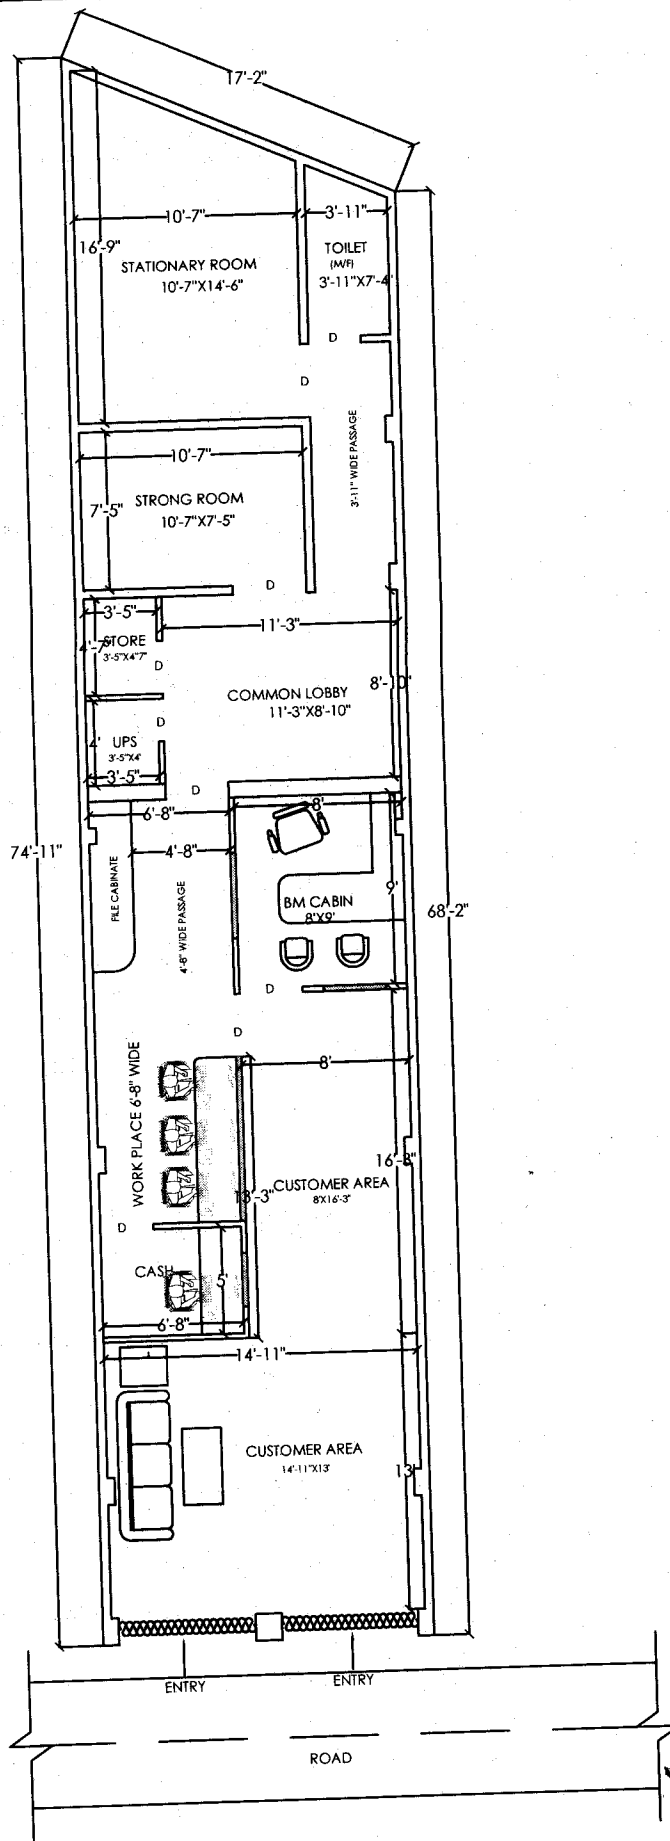 17'-2"
10'-7"
3'-11"
16'-9"
TOILET
(M/F)
3'-11"X7'-4'
STATIONARY ROOM
10'-7"X14'-6"
D
D
3'-11" WIDE PASSAGE
10'-7"
STRONG ROOM
10'-7"X7'-5"
7'-5"
D
3'-5"
11'-3"
4'-7"
STORE
3'-5"X4'7"
D
8'-10"
COMMON LOBBY
11'-3"X8'-10"
D
4'
UPS
3'-5"X4'
3'-5"
D
6'-8"
8'
74'-11"
4'-8"
FILE CABINATE
4'-8" WIDE PASSAGE
BM CABIN
8'X9'
9'
68'-2"
D
D
8'
WORK PLACE 6'-8" WIDE
16'-3"
13'-3"
CUSTOMER AREA
8'X16'-3"
D
CASH
5'
6'-8"
14'-11"
CUSTOMER AREA
14'-11"X13'
13'
ENTRY
ENTRY
ROAD